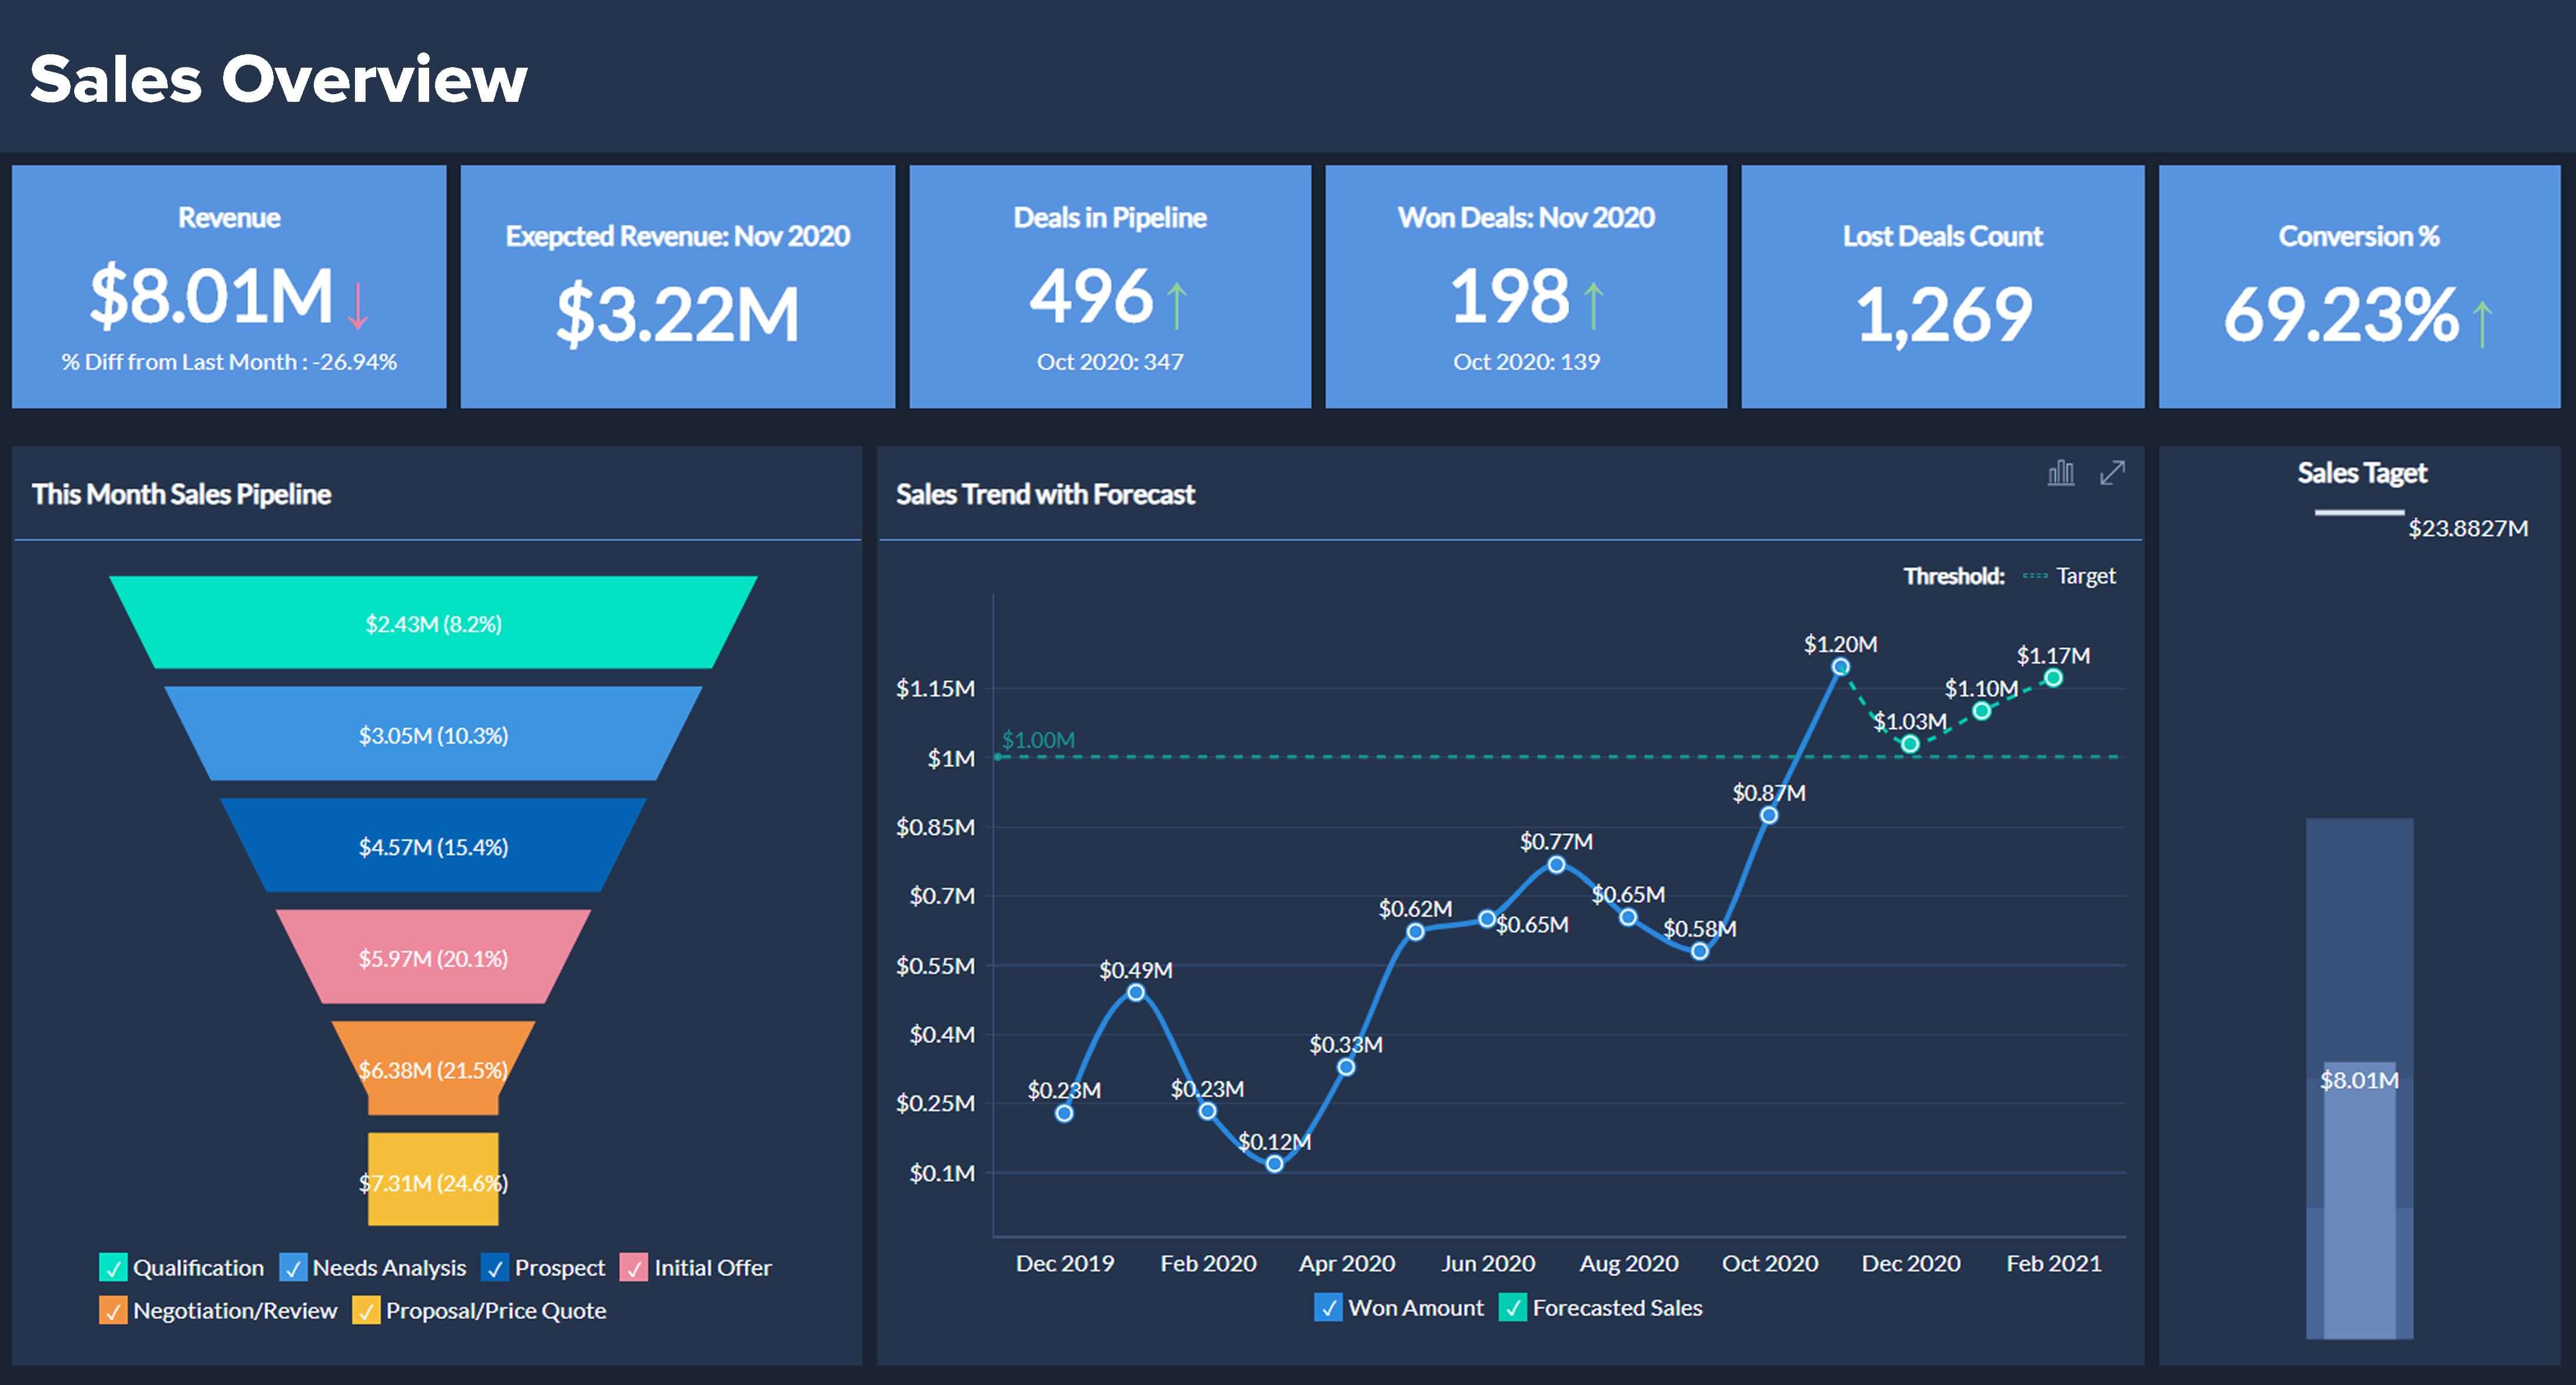 Sales Overview
Revenue
$8.01M ↓
% Diff from Last Month : -26.94%
Exepcted Revenue: Nov 2020
$3.22M
Deals in Pipeline
496 ↑
Oct 2020: 347
Won Deals: Nov 2020
198 ↑
Oct 2020: 139
Lost Deals Count
1,269
Conversion %
69.23% ↑
This Month Sales Pipeline
$2.43M (8.2%)
$3.05M (10.3%)
$4.57M (15.4%)
$5.97M (20.1%)
$6.38M (21.5%)
$7.31M (24.6%)
Qualification Needs Analysis Prospect Initial Offer
Negotiation/Review Proposal/Price Quote
Sales Trend with Forecast
Threshold: Target
$1.15M
$1M
$0.85M
$0.7M
$0.55M
$0.4M
$0.25M
$0.1M
$1.00M
$0.23M
$0.49M
$0.23M
$0.12M
$0.33M
$0.62M
$0.65M
$0.77M
$0.65M
$0.58M
$0.87M
$1.20M
$1.03M
$1.10M
$1.17M
Dec 2019 Feb 2020 Apr 2020 Jun 2020 Aug 2020 Oct 2020 Dec 2020 Feb 2021
Won Amount Forecasted Sales
Sales Taget
$23.8827M
$8.01M